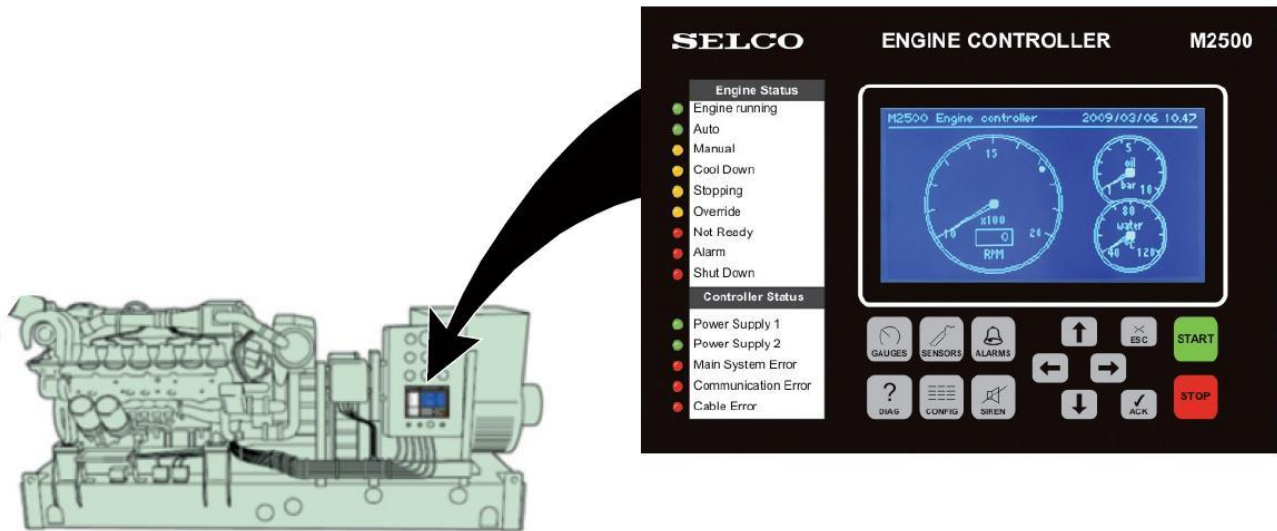 SELCO ENGINE CONTROLLER M2500
Engine Status
Engine running
Auto
Manual
Cool Down
Stopping
Override
Not Ready
Alarm
Shut Down
Controller Status
Power Supply 1
Power Supply 2
Main System Error
Communication Error
Cable Error
M2500 Engine controller 2009/03/06 10.47
15
10
20
x100
0
RPM
5
oil
bar
1
10
80
water
°C
40
120
GAUGES
SENSORS
ALARMS
ESC
START
?
DIAG
CONFIG
SIREN
ACK
STOP